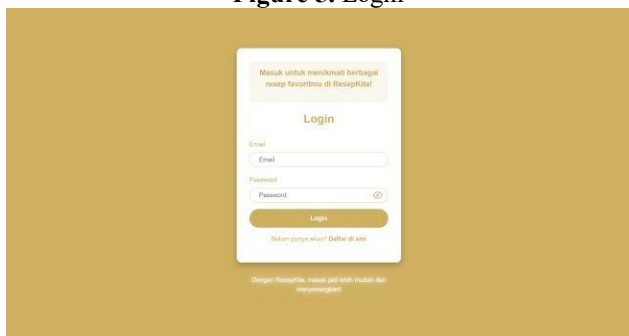 Figure 3. Login
Masuk untuk menikmati berbagai
resep favoritmu di ResepKita!
Login
Email
Email
Password
Password
Login
Belum punya akun? Daftar di sini
Dengan ResepKita, masak jadi lebih mudah dan
menyenangkan!